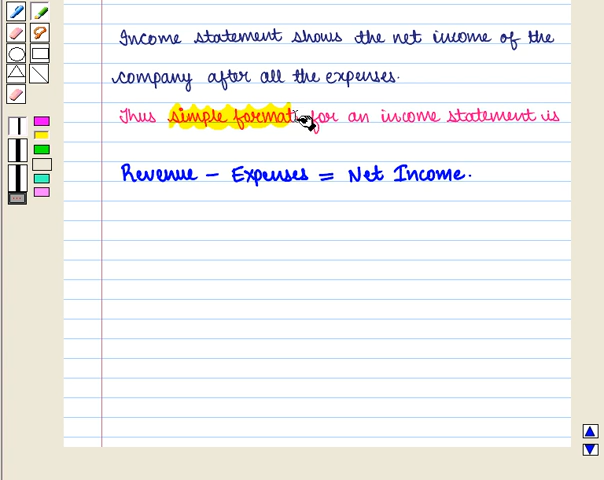 Income statement shows the net income of the
company after all the expenses.
Thus simple format for an income statement is
Revenue - Expenses = Net Income.